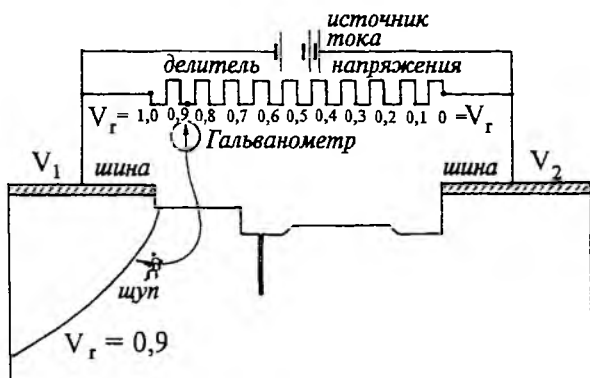 источник
тока
делитель напряжения
V_r = 1,0 0,9 0,8 0,7 0,6 0,5 0,4 0,3 0,2 0,1 0 =V_r
Гальванометр
V_1 шина шина V_2
щуп
V_r = 0,9